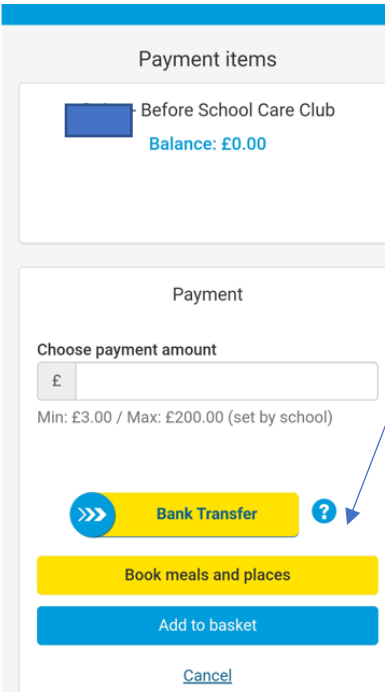 Payment items
- Before School Care Club
Balance: £0.00
Payment
Choose payment amount
£
Min: £3.00 / Max: £200.00 (set by school)
Bank Transfer
?
Book meals and places
Add to basket
Cancel